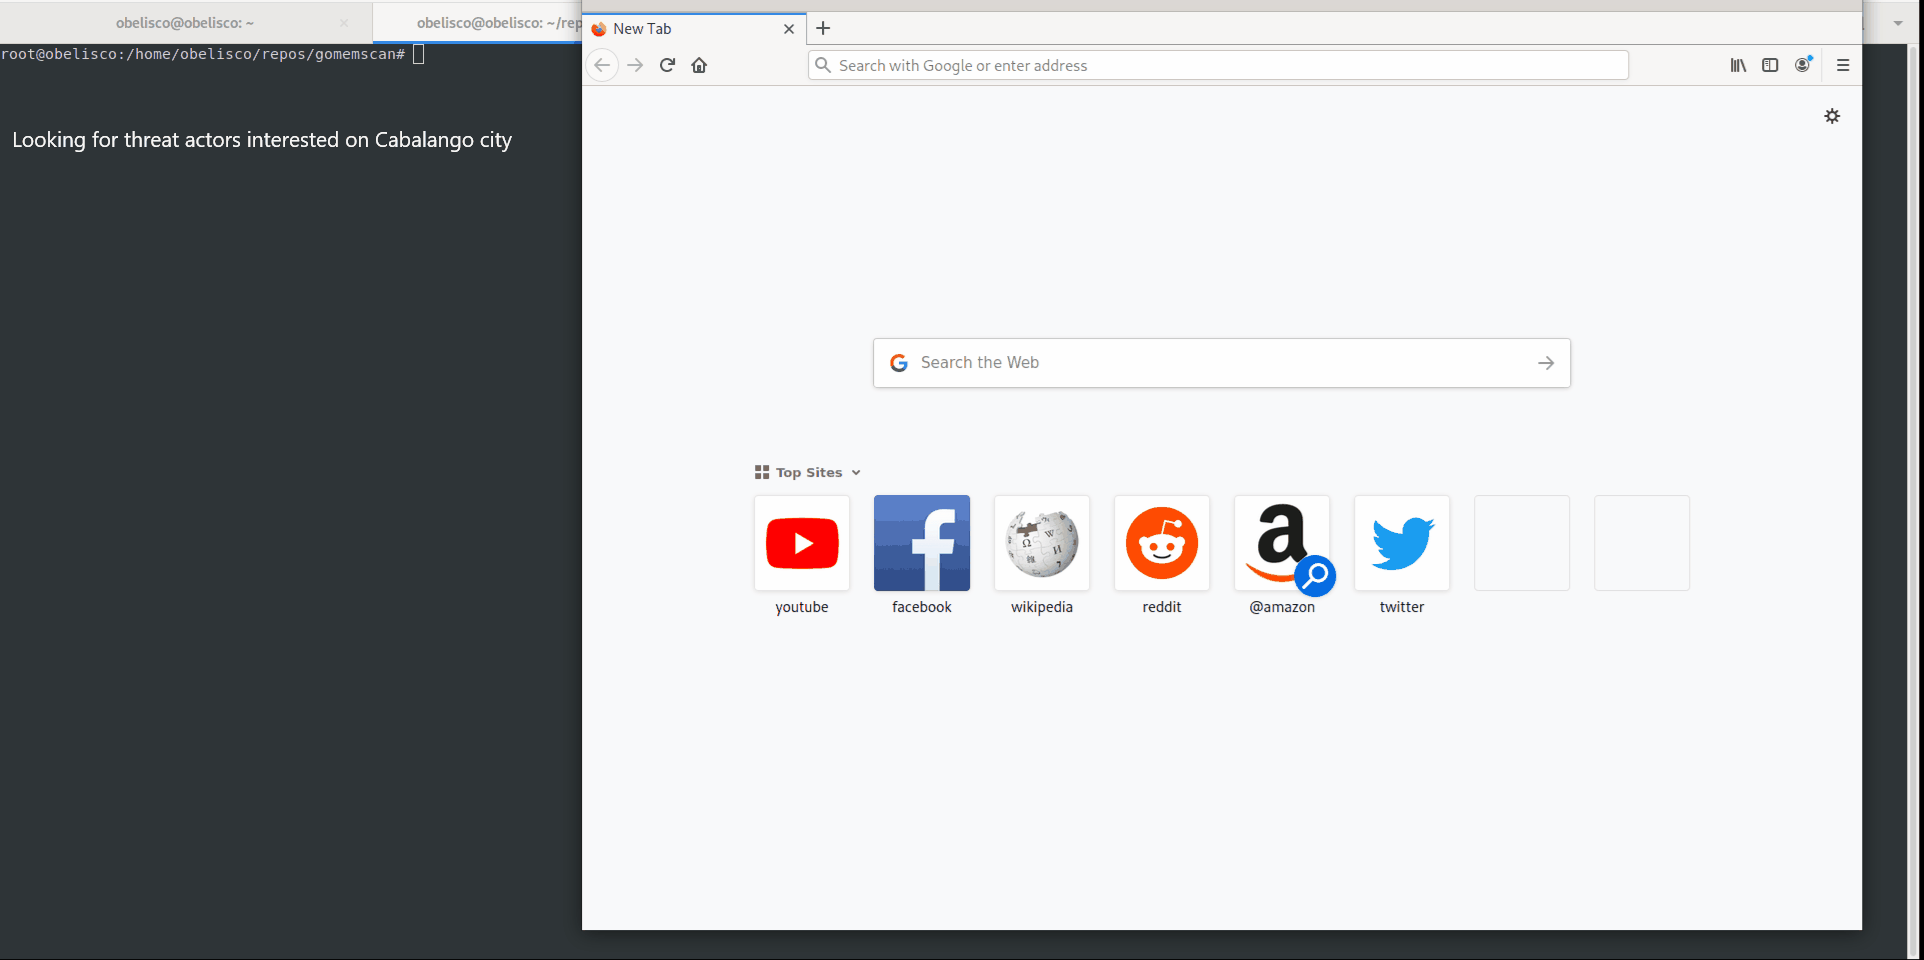 obelisco@obelisco: ~
obelisco@obelisco: ~/rep
root@obelisco:/home/obelisco/repos/gomemscan#
Looking for threat actors interested on Cabalango city
New Tab
Search with Google or enter address
Search the Web
Top Sites
youtube
facebook
wikipedia
reddit
@amazon
twitter